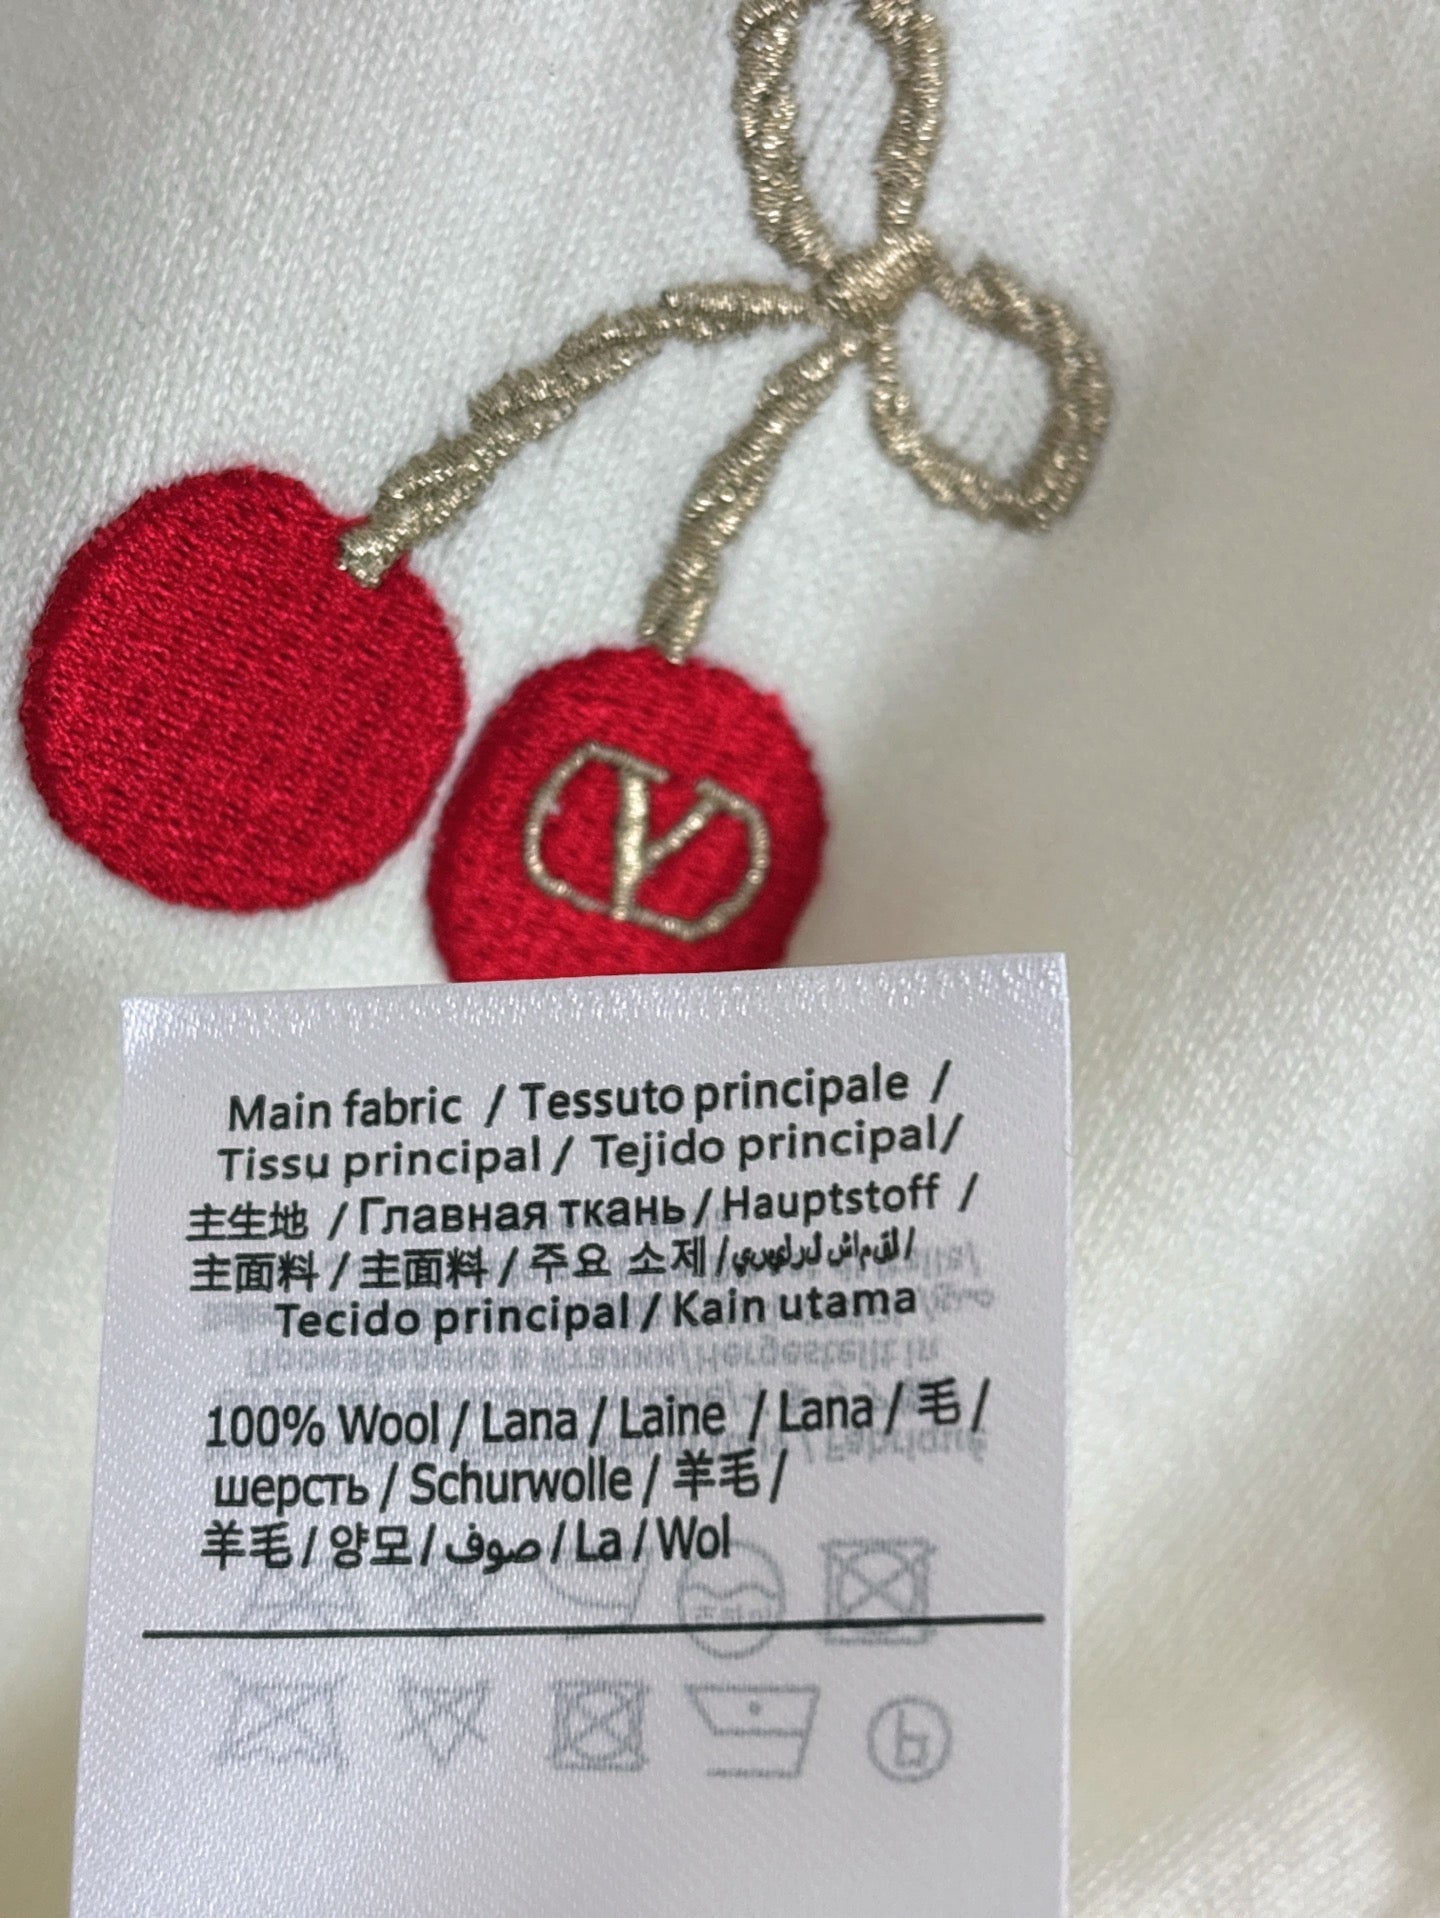 V
Main fabric / Tessuto principale /
Tissu principal / Tejido principal/
主生地 / Главная ткань / Hauptstoff /
主面料 / 主面料 / 주요 소제 /
Tecido principal / Kain utama
100% Wool / Lana / Laine / Lana / 毛 /
шерсть / Schurwolle / 羊毛 /
羊毛 / 양모 / صوف / La / Wol